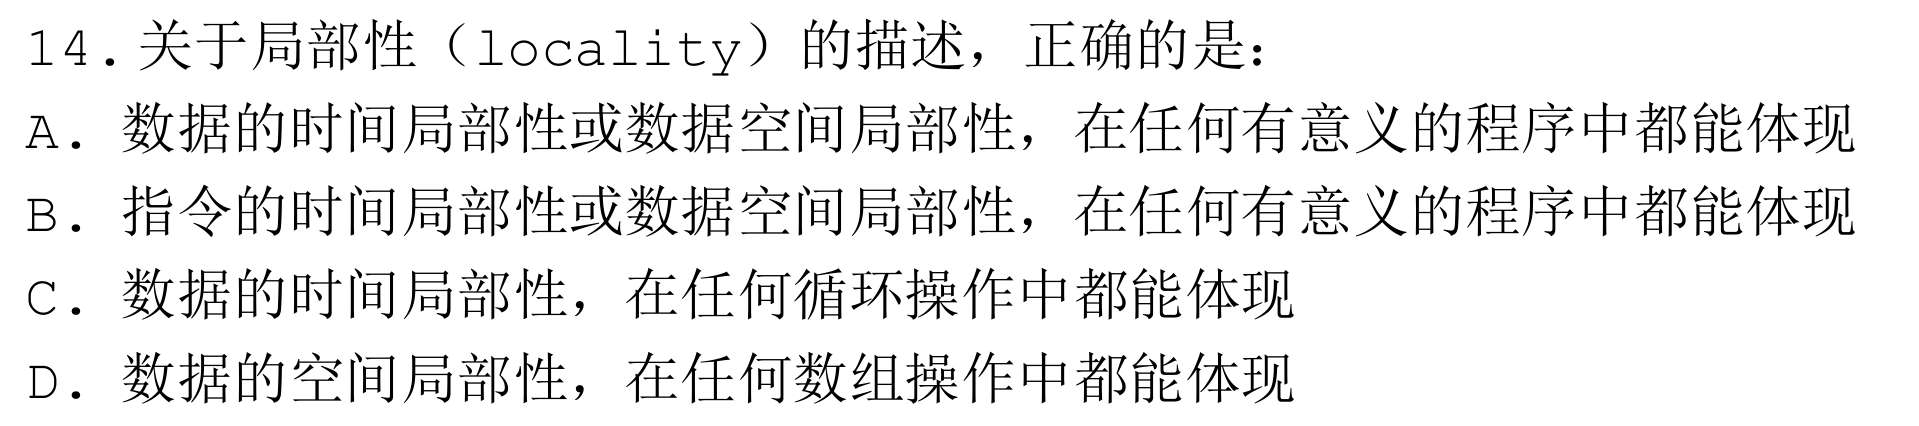 14.关于局部性（locality）的描述，正确的是：
A. 数据的时间局部性或数据空间局部性，在任何有意义的程序中都能体现
B. 指令的时间局部性或数据空间局部性，在任何有意义的程序中都能体现
C. 数据的时间局部性，在任何循环操作中都能体现
D. 数据的空间局部性，在任何数组操作中都能体现